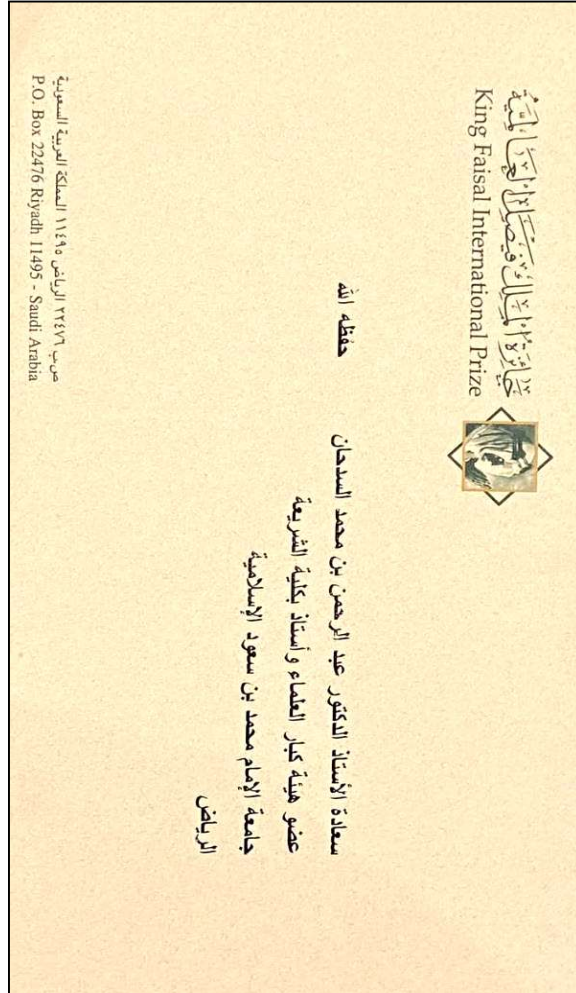 جائزة الملك فيصل العالمية
King Faisal International Prize
سعادة الأستاذ الدكتور عبد الرحمن بن محمد السدحان حفظه الله
عضو هيئة كبار العلماء وأستاذ بكلية الشريعة
جامعة الإمام محمد بن سعود الإسلامية
الرياض
ص.ب ٢٢٤٧٦ الرياض ١١٤٩٥ المملكة العربية السعودية
P.O. Box 22476 Riyadh 11495 - Saudi Arabia